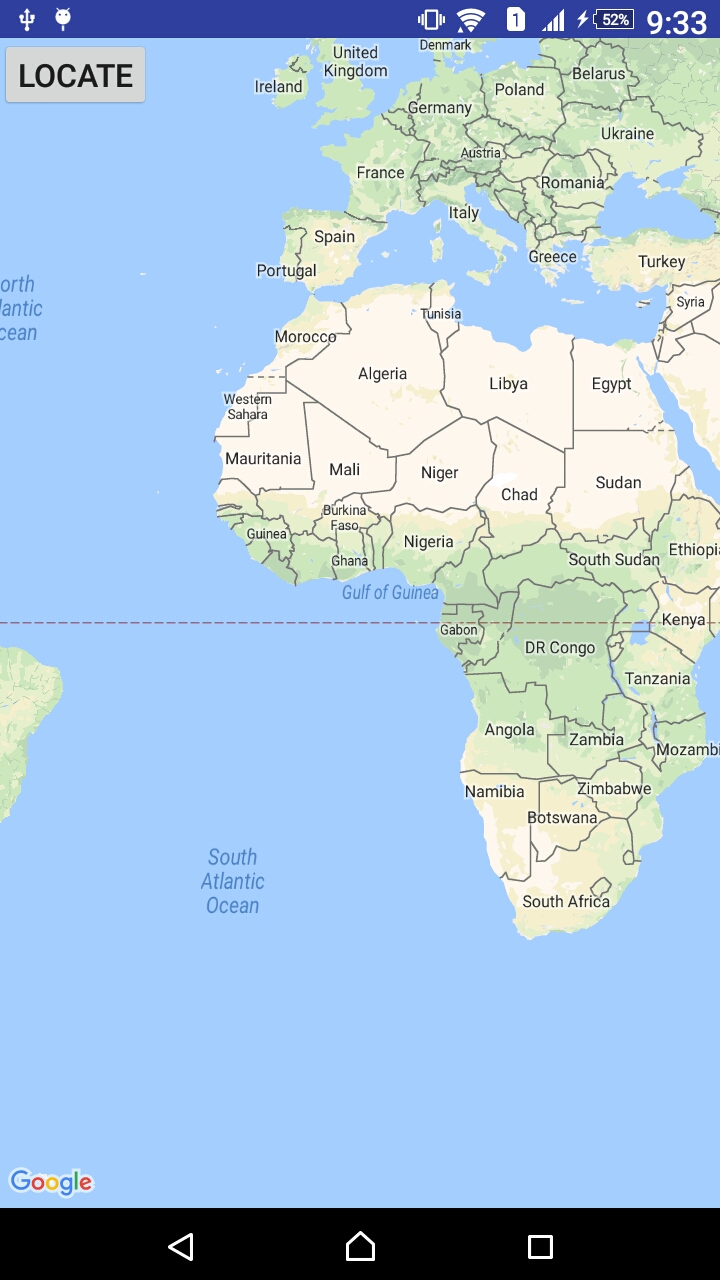 1 52% 9:33
LOCATE
Denmark
United
Kingdom
Ireland
Belarus
Poland
Germany
Ukraine
Austria
France
Romania
Italy
Spain
Greece
Turkey
Portugal
orth
lantic
cean
Syria
Tunisia
Morocco
Algeria
Libya
Egypt
Western
Sahara
Mauritania
Mali
Niger
Sudan
Chad
Burkina
Faso
Guinea
Nigeria
Ghana
South Sudan
Ethiopia
Gulf of Guinea
Gabon
Kenya
DR Congo
Tanzania
Angola
Zambia
Mozambi
Namibia
Zimbabwe
Botswana
South
Atlantic
Ocean
South Africa
Google